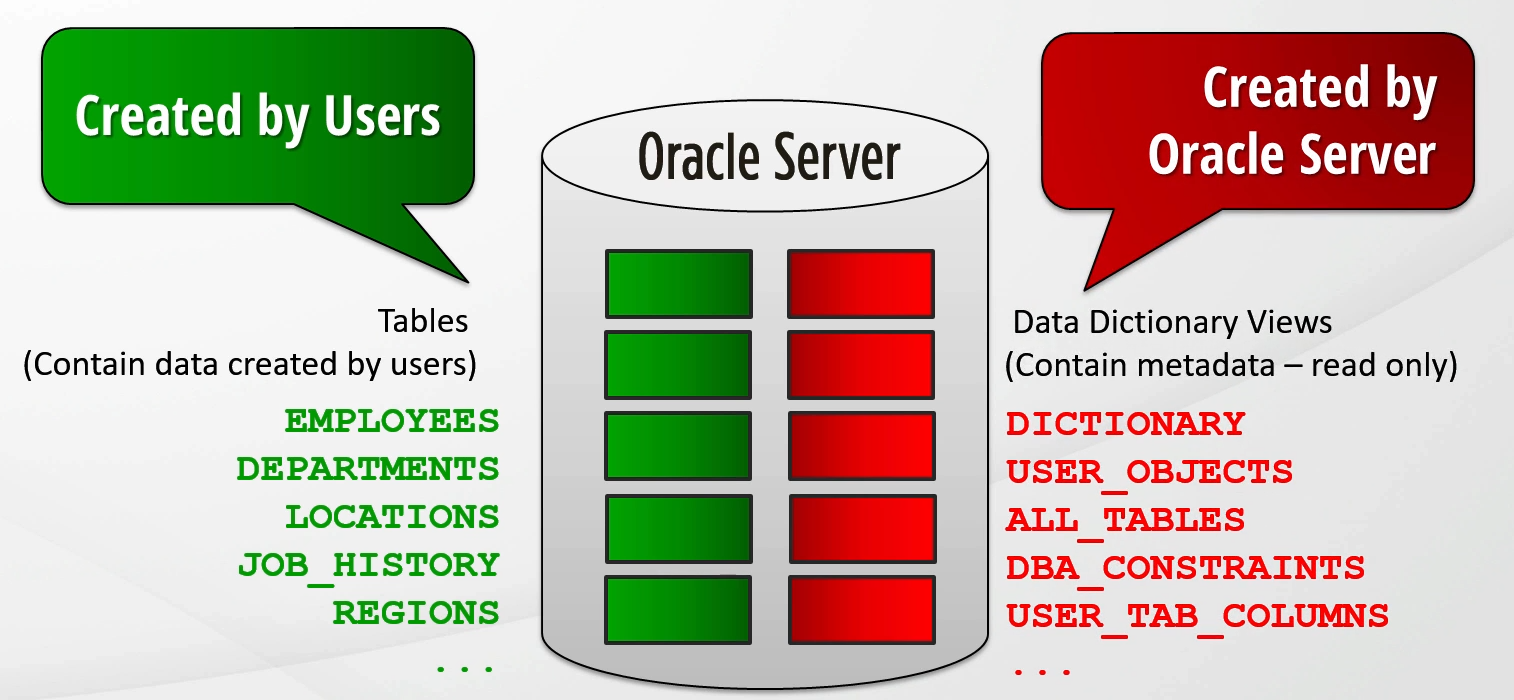 Created by Users
Oracle Server
Created by
Oracle Server
Tables
(Contain data created by users)
EMPLOYEES
DEPARTMENTS
LOCATIONS
JOB_HISTORY
REGIONS
...
Data Dictionary Views
(Contain metadata – read only)
DICTIONARY
USER_OBJECTS
ALL_TABLES
DBA_CONSTRAINTS
USER_TAB_COLUMNS
...